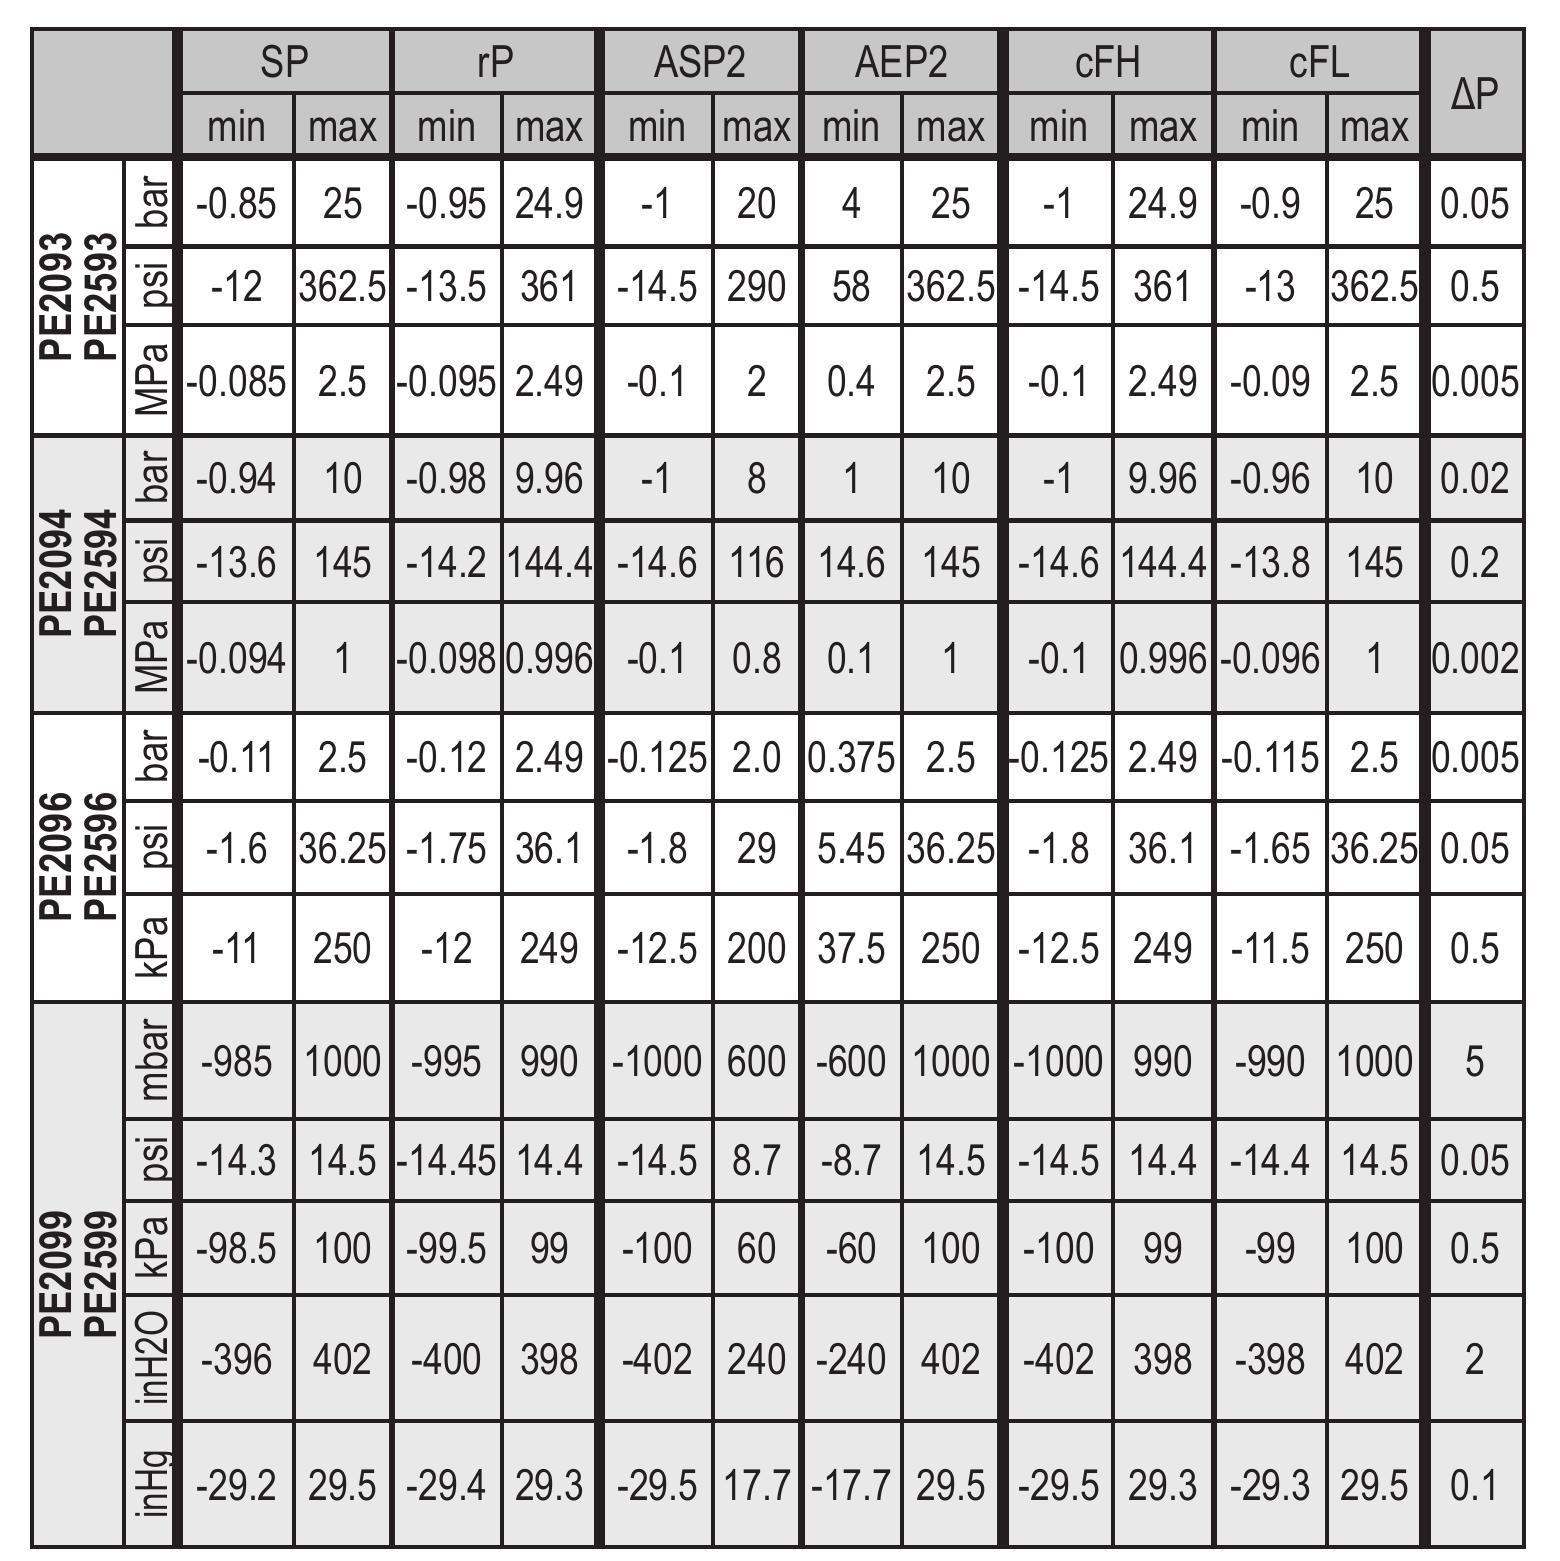 SP rP ASP2 AEP2 cFH cFL ΔP
min max min max min max min max min max min max
PE2093
PE2593
bar -0.85 25 -0.95 24.9 -1 20 4 25 -1 24.9 -0.9 25 0.05
psi -12 362.5 -13.5 361 -14.5 290 58 362.5 -14.5 361 -13 362.5 0.5
MPa -0.085 2.5 -0.095 2.49 -0.1 2 0.4 2.5 -0.1 2.49 -0.09 2.5 0.005
PE2094
PE2594
bar -0.94 10 -0.98 9.96 -1 8 1 10 -1 9.96 -0.96 10 0.02
psi -13.6 145 -14.2 144.4 -14.6 116 14.6 145 -14.6 144.4 -13.8 145 0.2
MPa -0.094 1 -0.098 0.996 -0.1 0.8 0.1 1 -0.1 0.996 -0.096 1 0.002
PE2096
PE2596
bar -0.11 2.5 -0.12 2.49 -0.125 2.0 0.375 2.5 -0.125 2.49 -0.115 2.5 0.005
psi -1.6 36.25 -1.75 36.1 -1.8 29 5.45 36.25 -1.8 36.1 -1.65 36.25 0.05
kPa -11 250 -12 249 -12.5 200 37.5 250 -12.5 249 -11.5 250 0.5
PE2099
PE2599
mbar -985 1000 -995 990 -1000 600 -600 1000 -1000 990 -990 1000 5
psi -14.3 14.5 -14.45 14.4 -14.5 8.7 -8.7 14.5 -14.5 14.4 -14.4 14.5 0.05
kPa -98.5 100 -99.5 99 -100 60 -60 100 -100 99 -99 100 0.5
inH2O -396 402 -400 398 -402 240 -240 402 -402 398 -398 402 2
inHg -29.2 29.5 -29.4 29.3 -29.5 17.7 -17.7 29.5 -29.5 29.3 -29.3 29.5 0.1